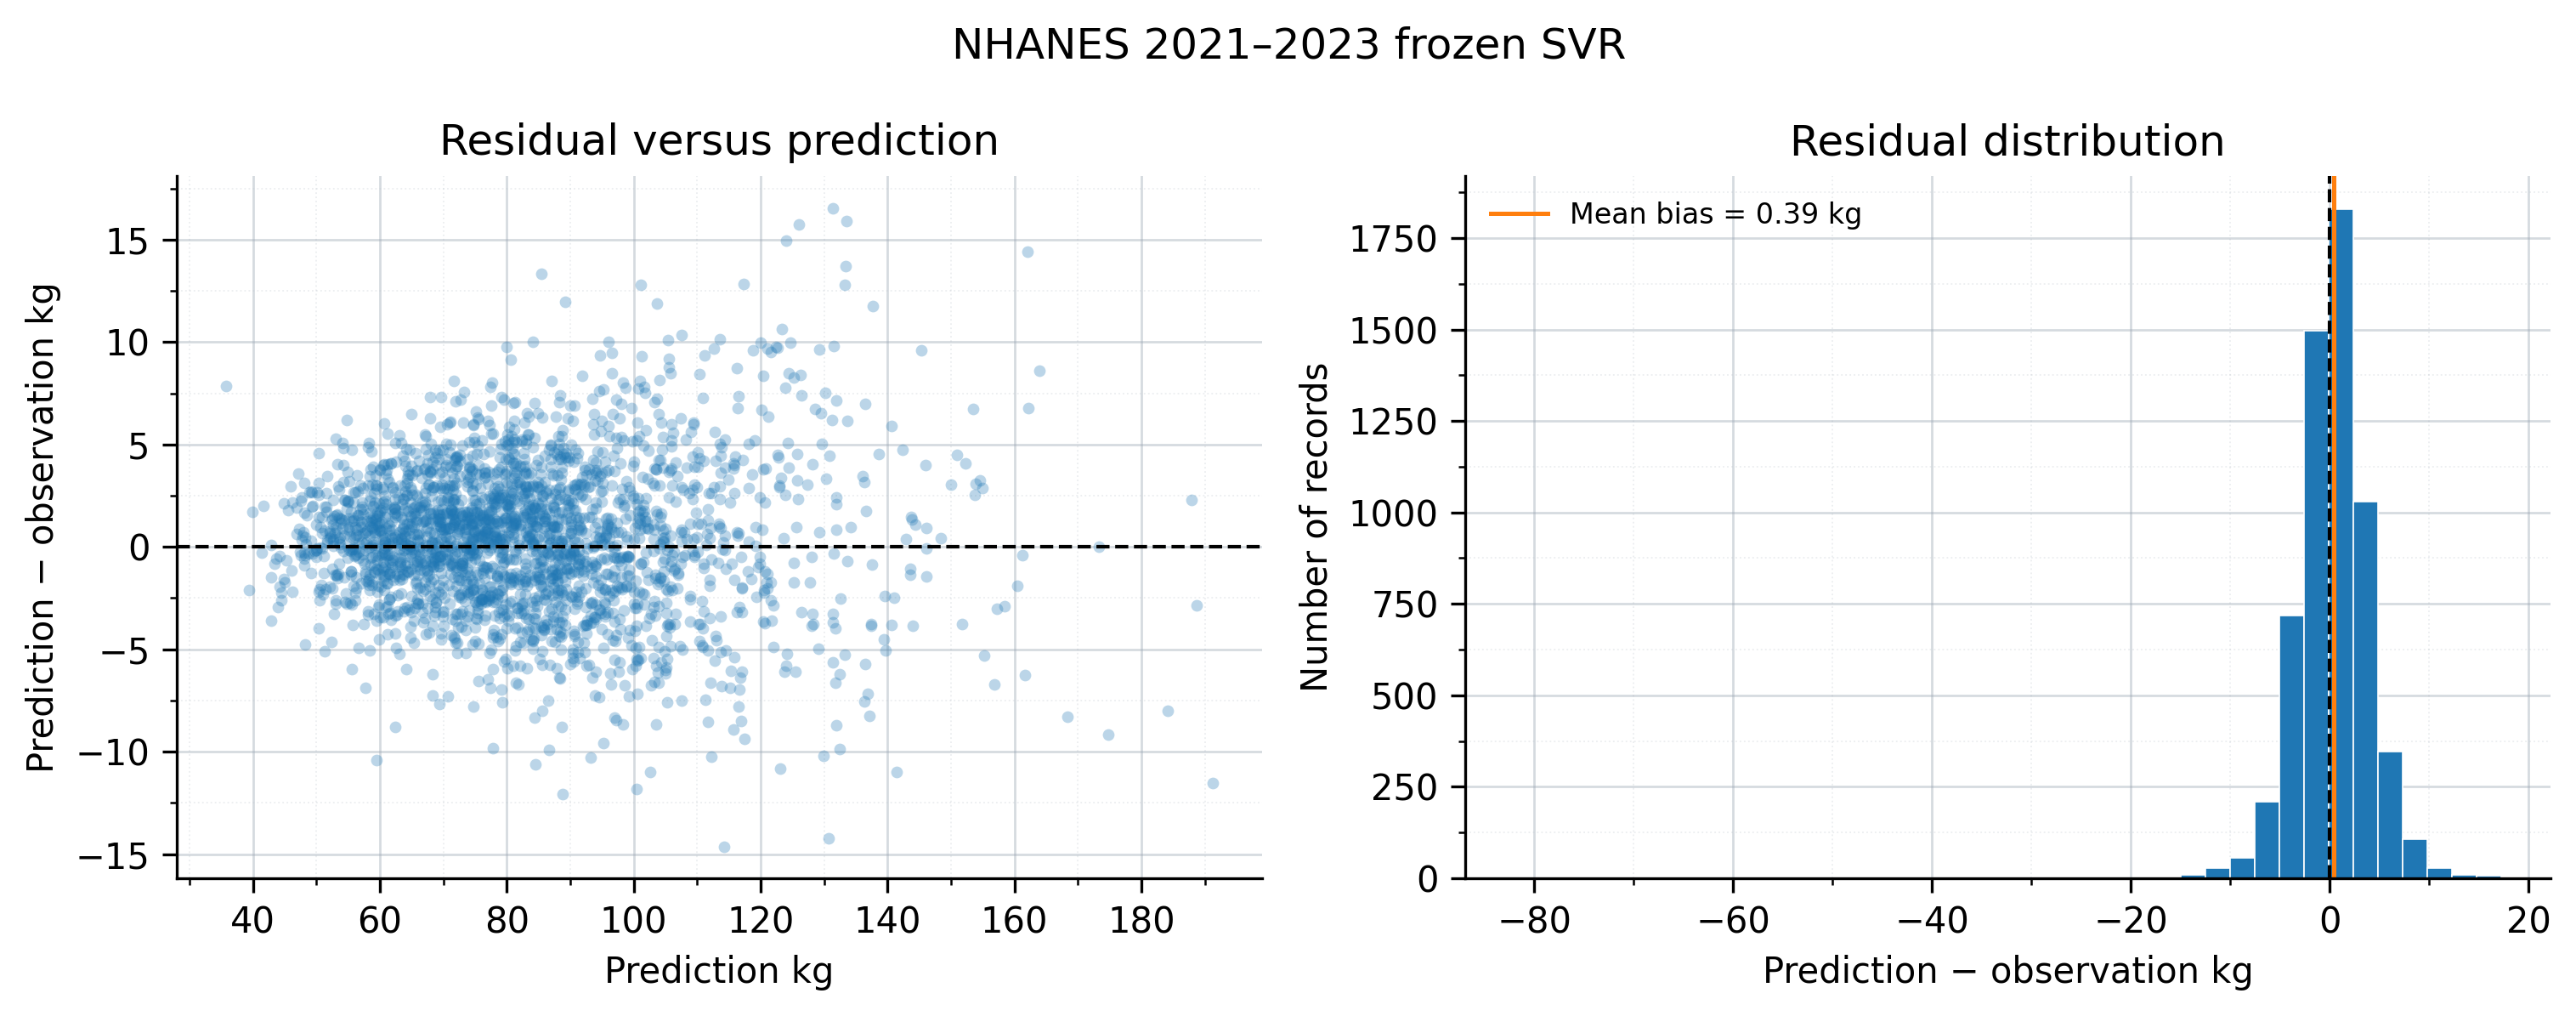 NHANES 2021–2023 frozen SVR
Residual versus prediction
Prediction − observation kg
15
10
5
0
−5
−10
−15
40 60 80 100 120 140 160 180
Prediction kg
Residual distribution
Mean bias = 0.39 kg
Number of records
1750
1500
1250
1000
750
500
250
0
−80 −60 −40 −20 0 20
Prediction − observation kg